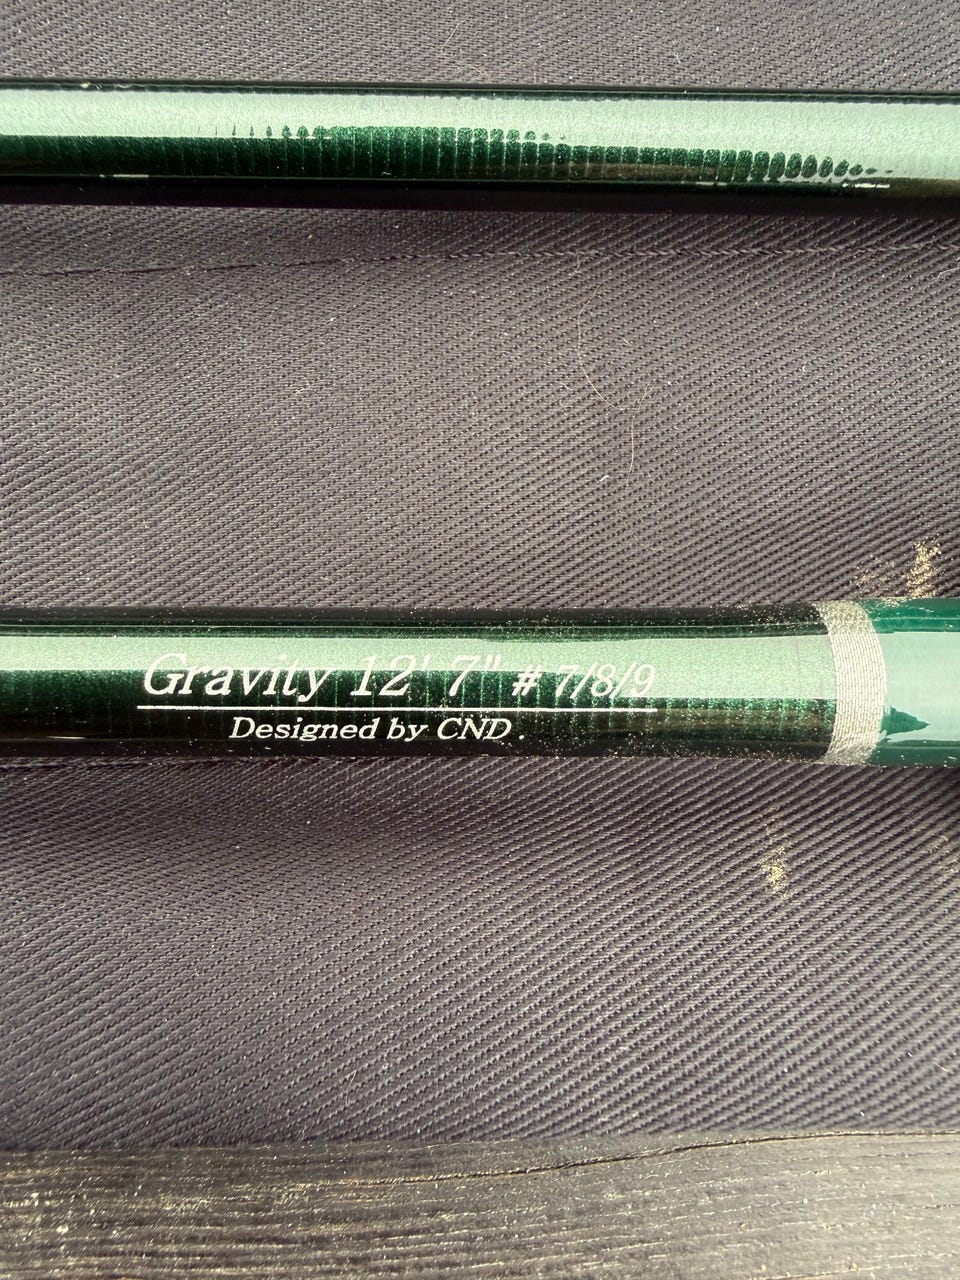 Gravity 12' 7" # 7/8/9
Designed by CND.